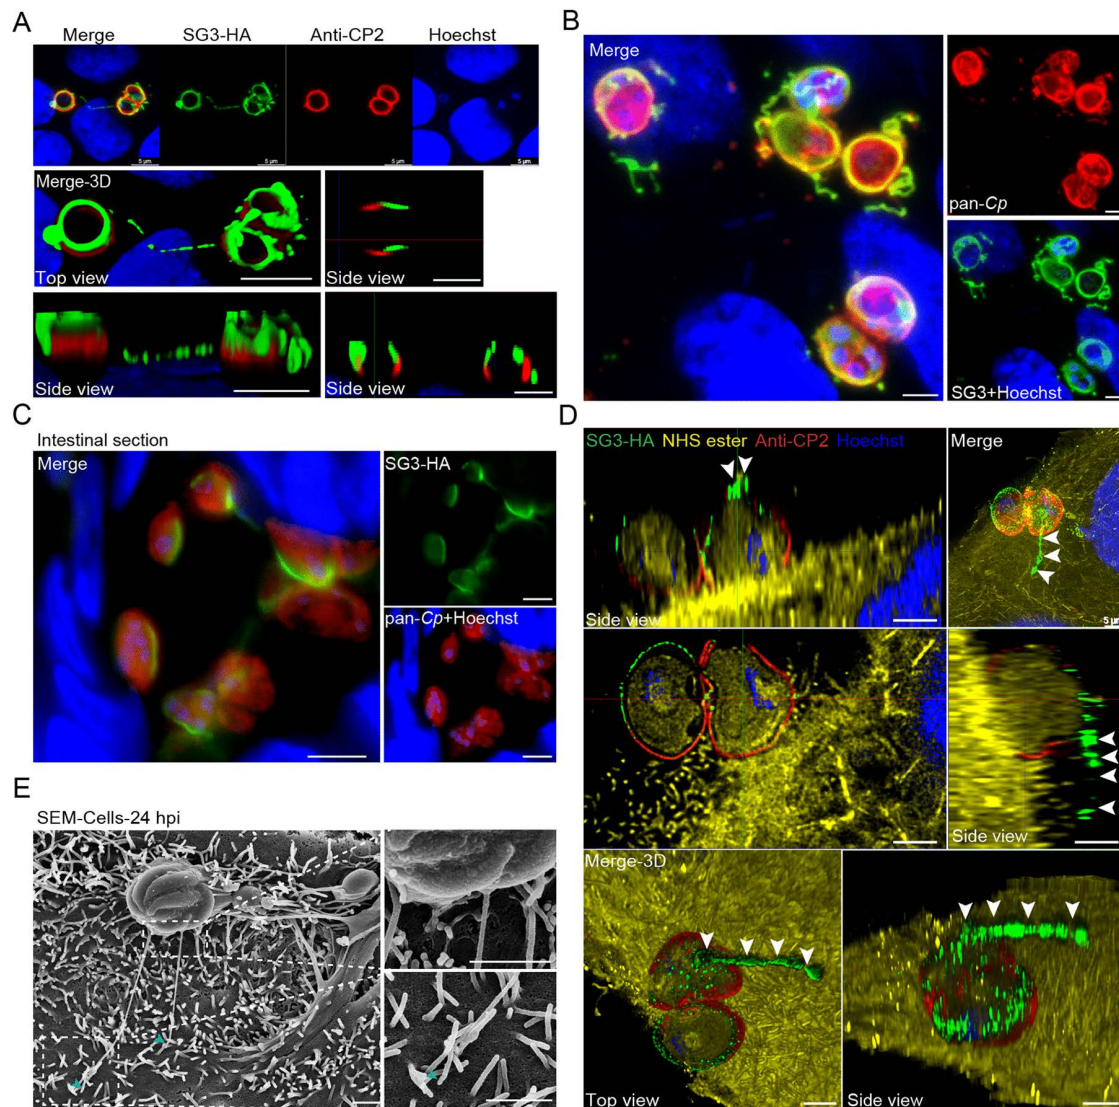 A
Merge SG3-HA Anti-CP2 Hoechst
5 µm 5 µm 5 µm 5 µm
Merge-3D
Top view
Side view
Side view
Side view
B
Merge
pan-Cp
SG3+Hoechst
C
Intestinal section
Merge
SG3-HA
pan-Cp+Hoechst
D
SG3-HA NHS ester Anti-CP2 Hoechst
Side view
Merge
5 µm
Side view
Merge-3D
Top view
Side view
E
SEM-Cells-24 hpi